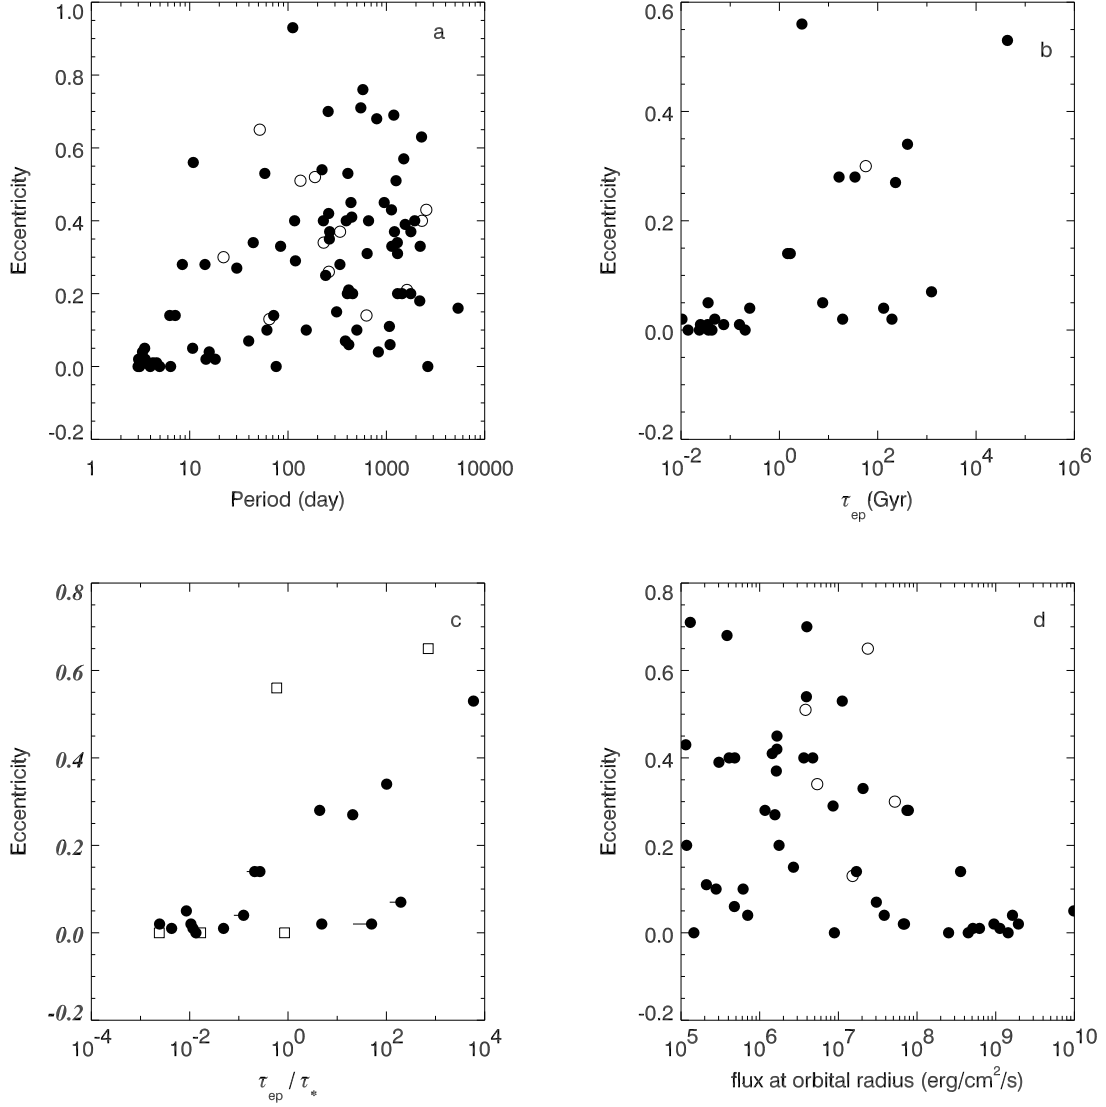 a
1.0
0.8
0.6
0.4
0.2
0.0
-0.2
Eccentricity
1 10 100 1000 10000
Period (day)
b
0.6
0.4
0.2
0.0
-0.2
Eccentricity
10^-2 10^0 10^2 10^4 10^6
τ_ep(Gyr)
c
0.8
0.6
0.4
0.2
0.0
-0.2
Eccentricity
10^-4 10^-2 10^0 10^2 10^4
τ_ep / τ_*
d
0.8
0.6
0.4
0.2
0.0
-0.2
Eccentricity
10^5 10^6 10^7 10^8 10^9 10^10
flux at orbital radius (erg/cm^2/s)